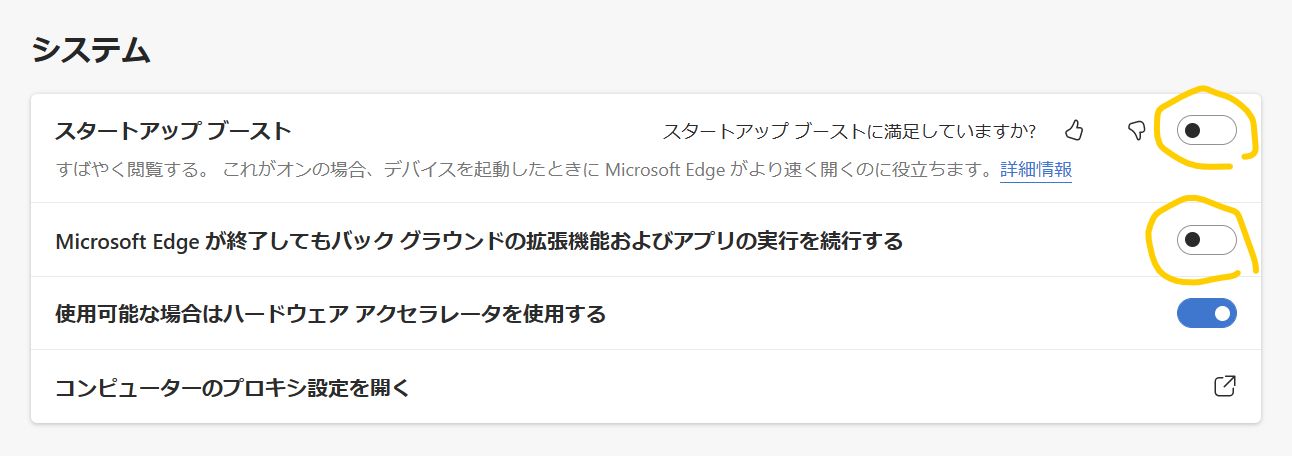 システム
スタートアップ ブースト
スタートアップ ブーストに満足していますか?
すばやく閲覧する。 これがオンの場合、デバイスを起動したときに Microsoft Edge がより速く開くのに役立ちます。詳細情報
Microsoft Edge が終了してもバック グラウンドの拡張機能およびアプリの実行を続行する
使用可能な場合はハードウェア アクセラレータを使用する
コンピューターのプロキシ設定を開く